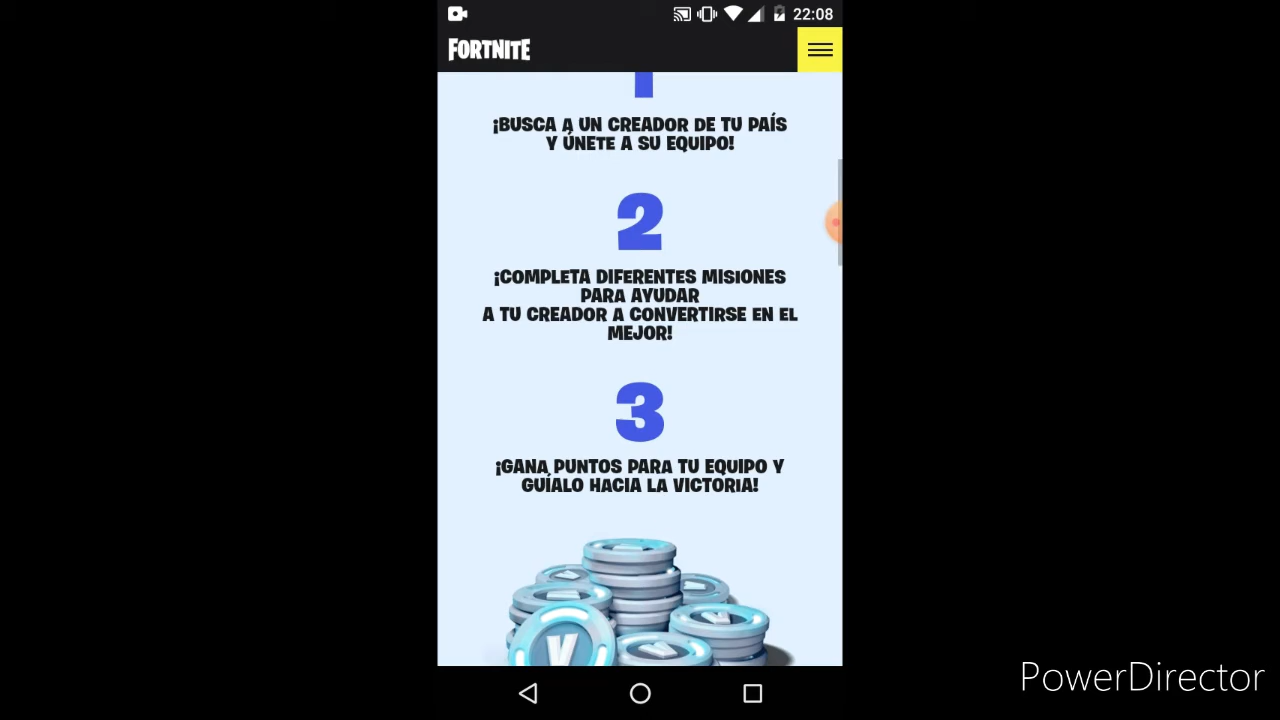 22:08
FORTNITE
1
¡BUSCA A UN CREADOR DE TU PAÍS
Y ÚNETE A SU EQUIPO!
2
¡COMPLETA DIFERENTES MISIONES
PARA AYUDAR
A TU CREADOR A CONVERTIRSE EN EL
MEJOR!
3
¡GANA PUNTOS PARA TU EQUIPO Y
GUÍALO HACIA LA VICTORIA!
V
PowerDirector